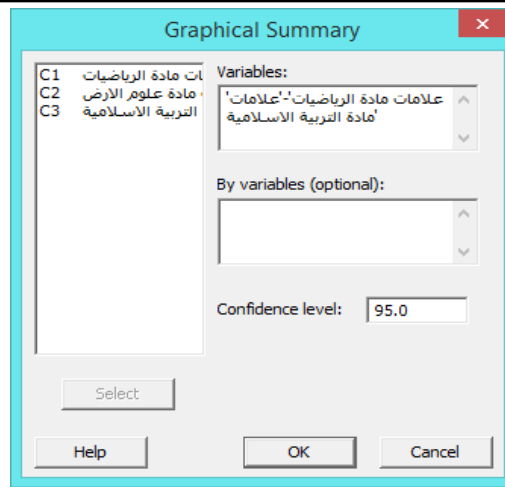 Graphical Summary
C1 ات مادة الرياضيات
C2 مادة علوم الارض
C3 التربية الاسلامية
Variables:
'علامات مادة الرياضيات'-'علامات
مادة التربية الاسلامية'
By variables (optional):
Confidence level: 95.0
Select
Help
OK
Cancel